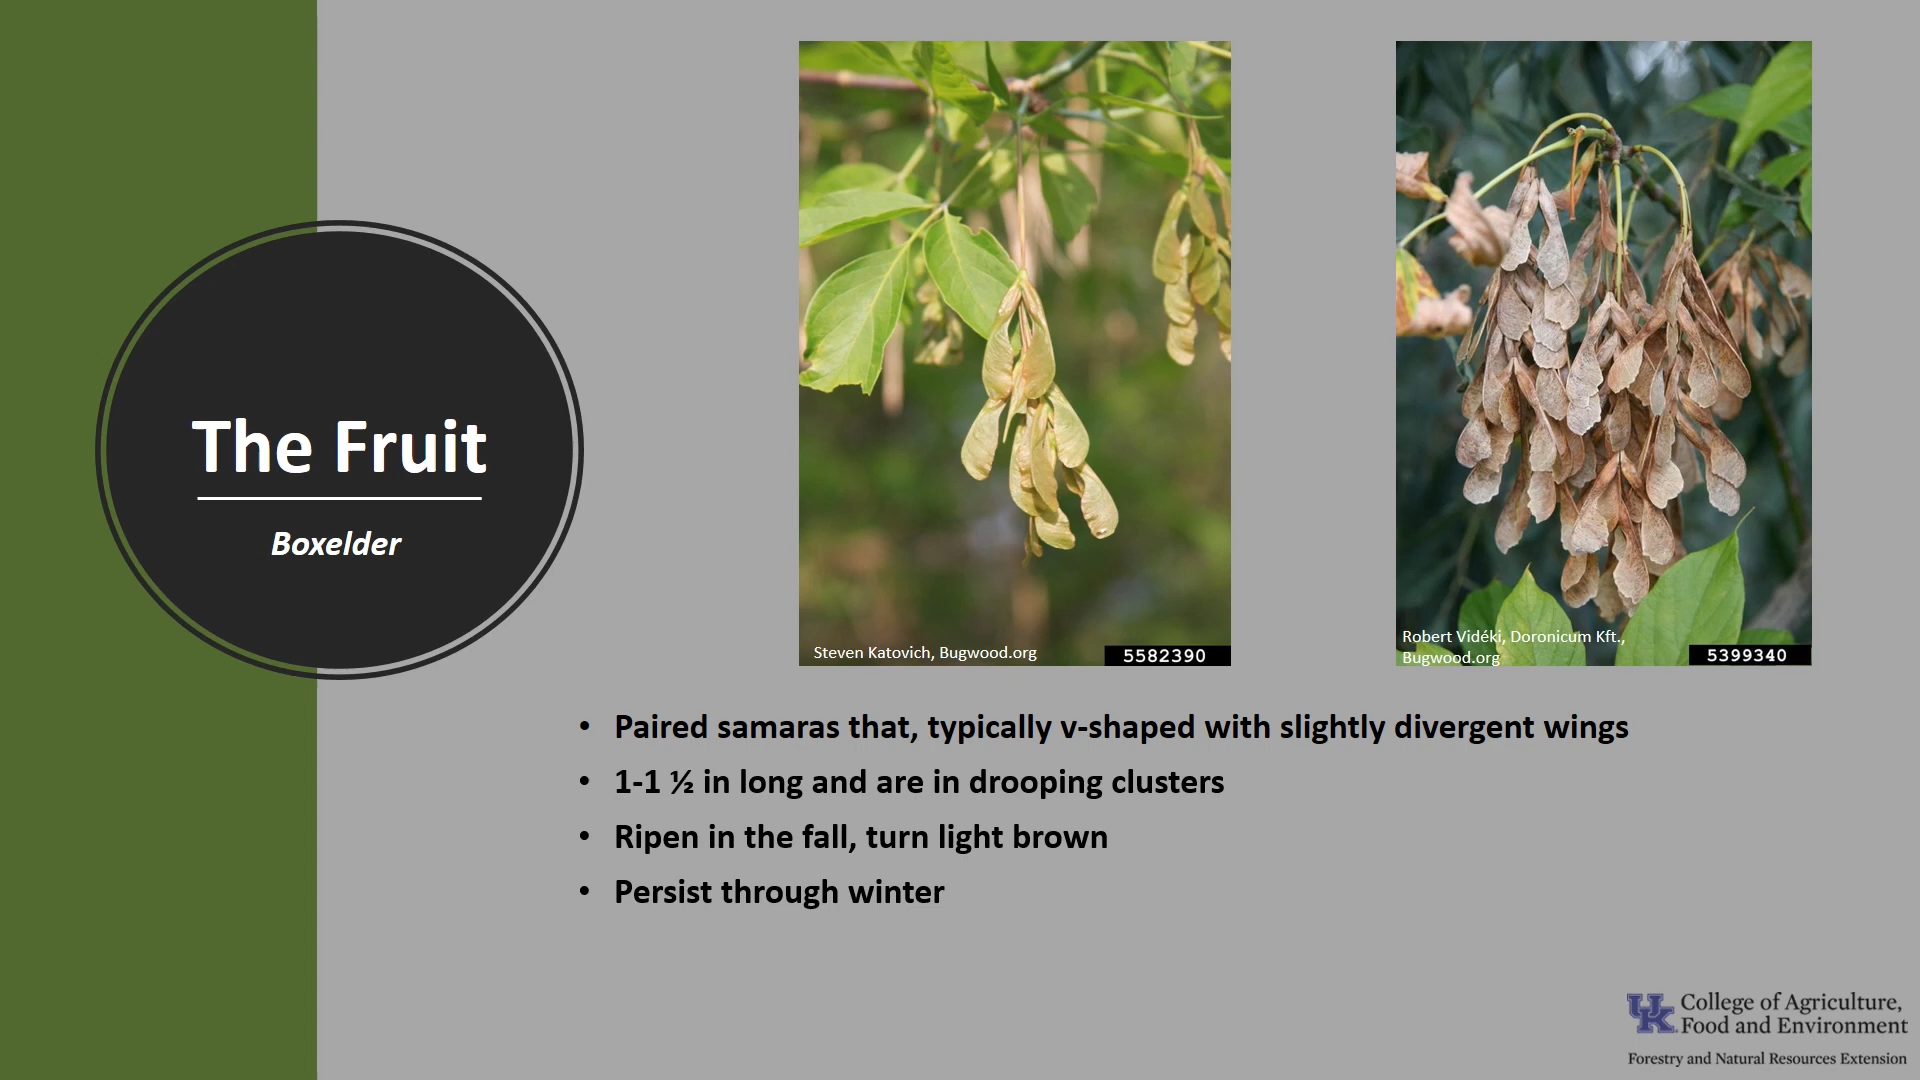 The Fruit
Boxelder
Steven Katovich, Bugwood.org
5582390
Robert Vidéki, Doronicum Kft.,
Bugwood.org
5399340
• Paired samaras that, typically v-shaped with slightly divergent wings
• 1-1 ½ in long and are in drooping clusters
• Ripen in the fall, turn light brown
• Persist through winter
UK
College of Agriculture,
Food and Environment
Forestry and Natural Resources Extension